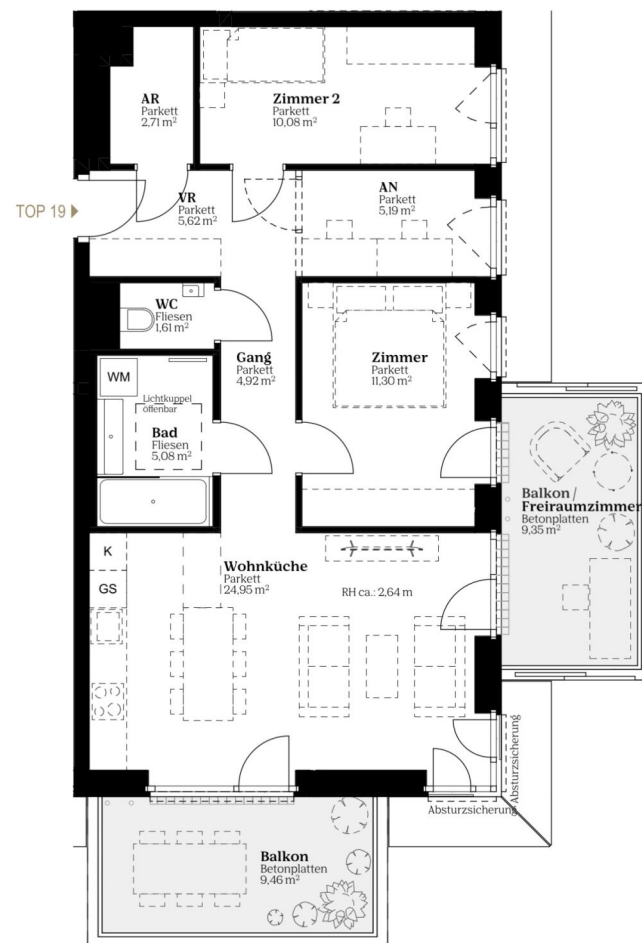 AR
Parkett
2,71 m²
Zimmer 2
Parkett
10,08 m²
TOP 19
VR
Parkett
5,62 m²
AN
Parkett
5,19 m²
WC
Fliesen
1,61 m²
Gang
Parkett
4,92 m²
Zimmer
Parkett
11,30 m²
WM
Lichtkuppel
öffenbar
Bad
Fliesen
5,08 m²
Balkon/
Freiraumzimmer
Betonplatten
9,35 m²
K
GS
Wohnküche
Parkett
24,95 m²
RH ca.: 2,64 m
Absturzsicherung
Absturzsicherung
Balkon
Betonplatten
9,46 m²